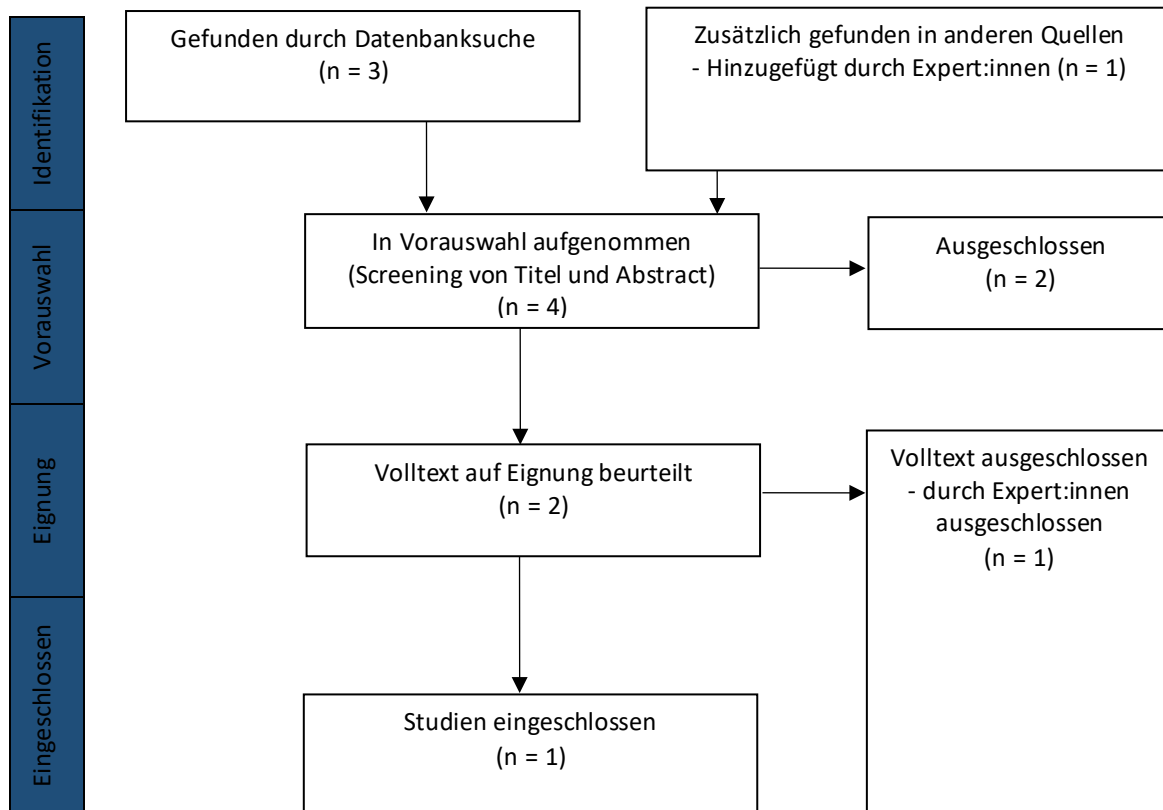 Identifikation
Gefunden durch Datenbanksuche
(n = 3)
Zusätzlich gefunden in anderen Quellen
- Hinzugefügt durch Expert:innen (n = 1)
Vorauswahl
In Vorauswahl aufgenommen
(Screening von Titel und Abstract)
(n = 4)
Ausgeschlossen
(n = 2)
Eignung
Volltext auf Eignung beurteilt
(n = 2)
Volltext ausgeschlossen
- durch Expert:innen
ausgeschlossen
(n = 1)
Eingeschlossen
Studien eingeschlossen
(n = 1)